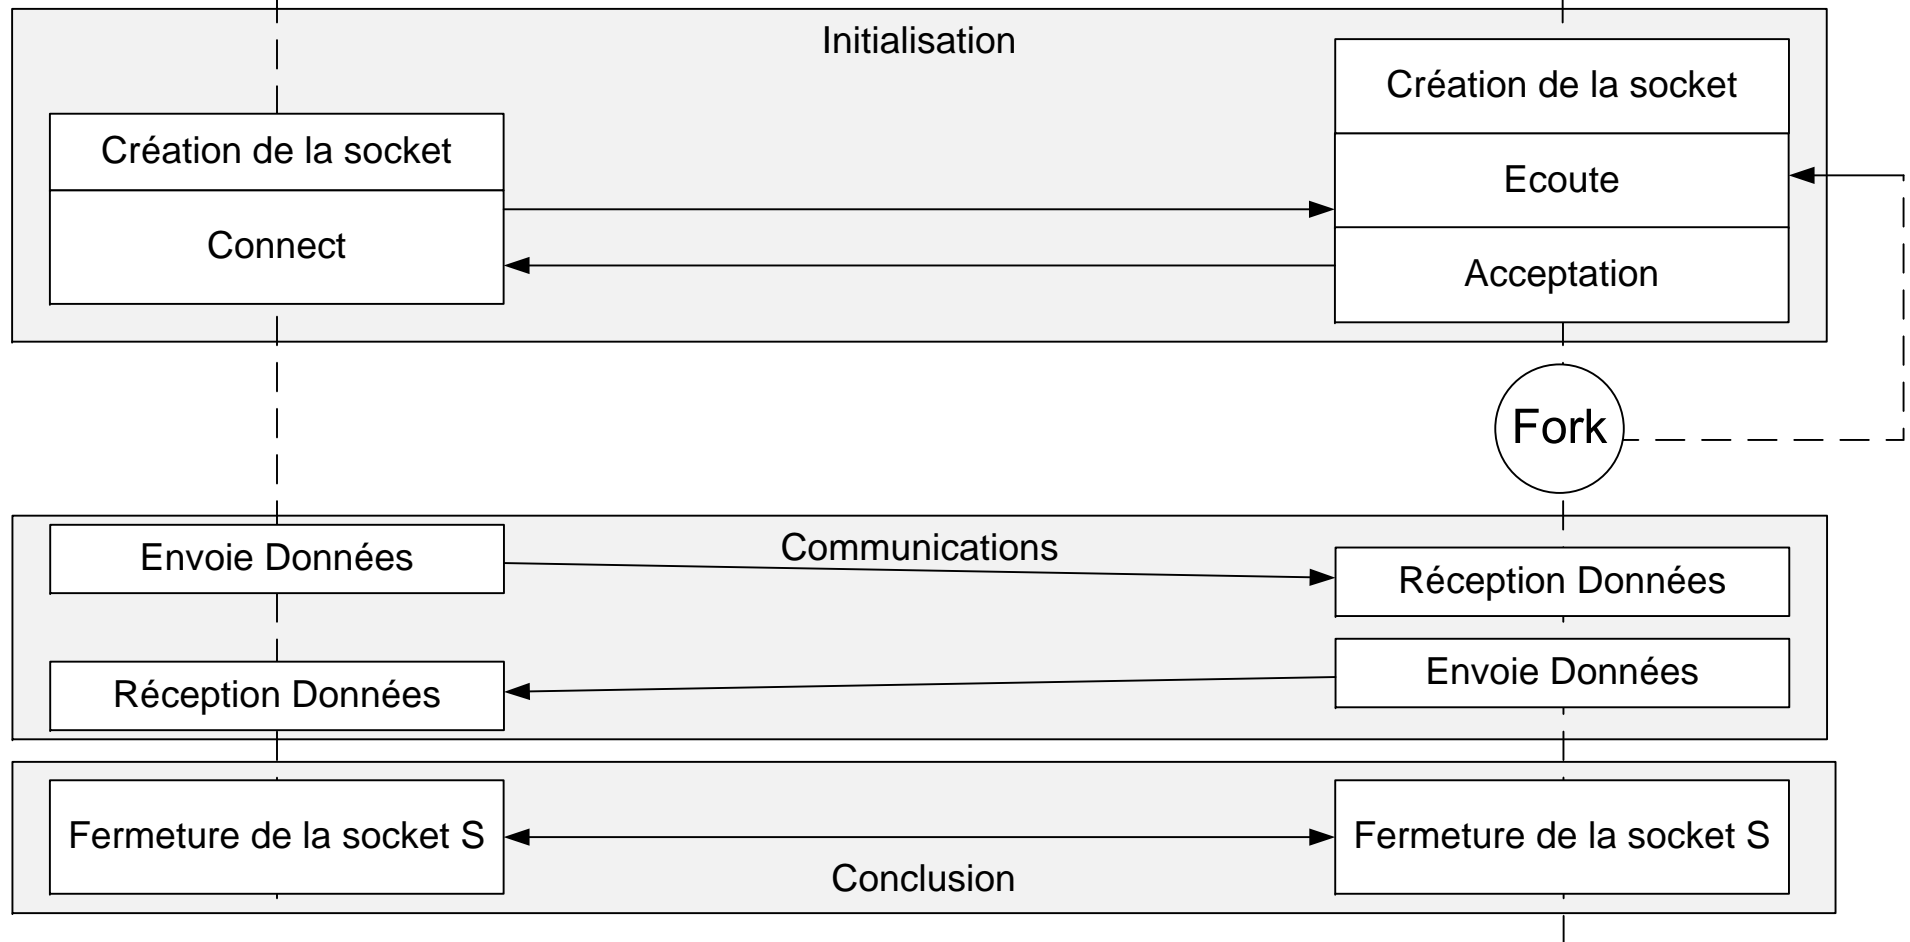 Initialisation
Création de la socket
Création de la socket
Ecoute
Connect
Acceptation
Fork
Communications
Envoie Données
Réception Données
Envoie Données
Réception Données
Fermeture de la socket S
Fermeture de la socket S
Conclusion